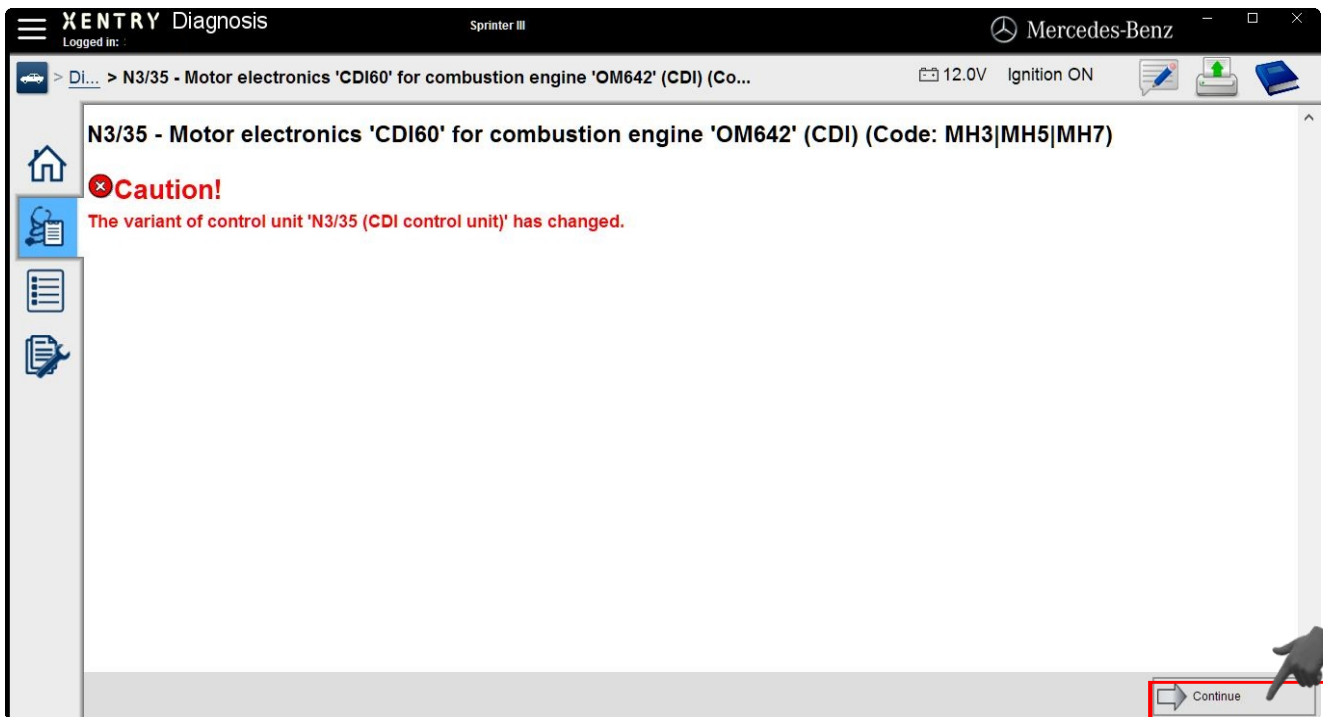 XENTRY Diagnosis
Logged in:
Sprinter III
Mercedes-Benz
> Di... > N3/35 - Motor electronics 'CDI60' for combustion engine 'OM642' (CDI) (Co...
12.0V Ignition ON
N3/35 - Motor electronics 'CDI60' for combustion engine 'OM642' (CDI) (Code: MH3|MH5|MH7)
Caution!
The variant of control unit 'N3/35 (CDI control unit)' has changed.
Continue